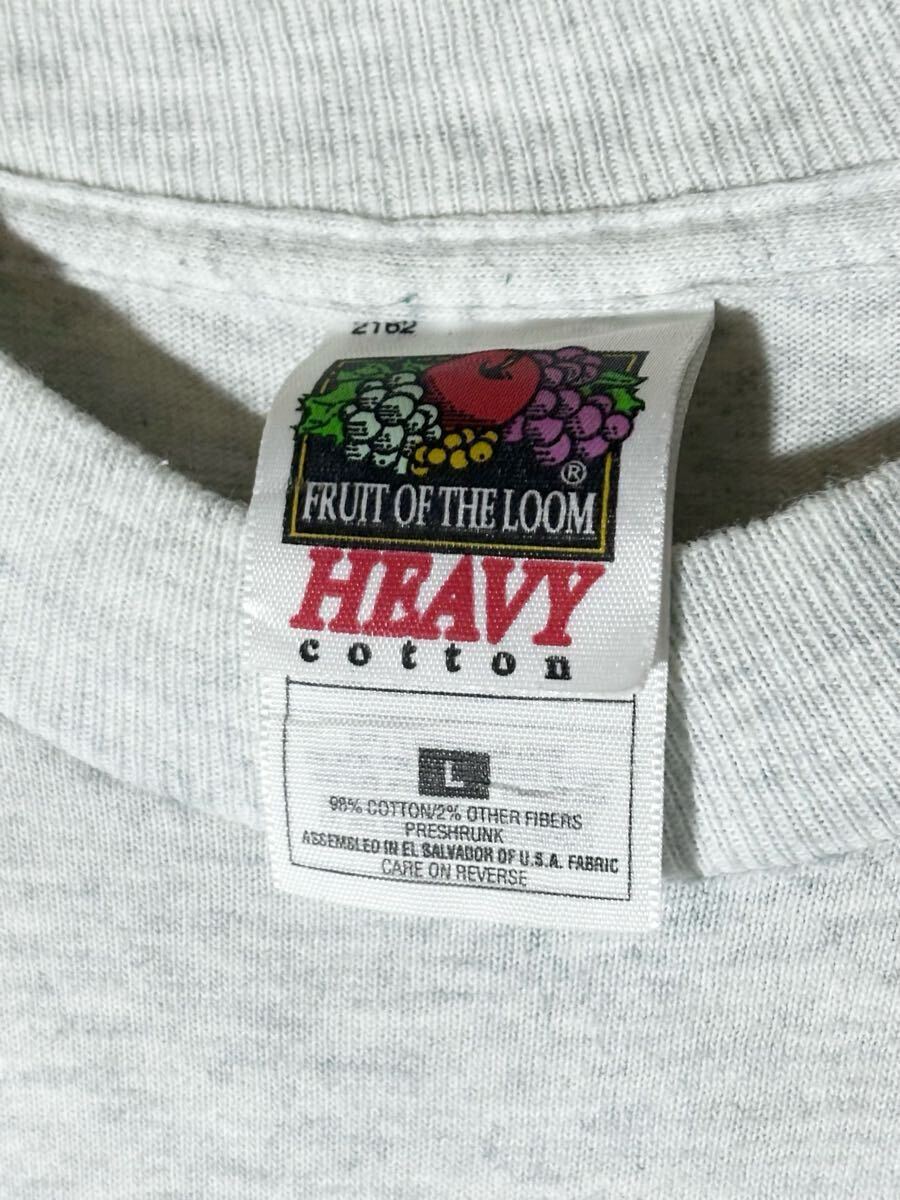 2162
®
FRUIT OF THE LOOM
HEAVY
cotton
L
98% COTTON/2% OTHER FIBERS
PRESHRUNK
ASSEMBLED IN EL SALVADOR OF U.S.A. FABRIC
CARE ON REVERSE